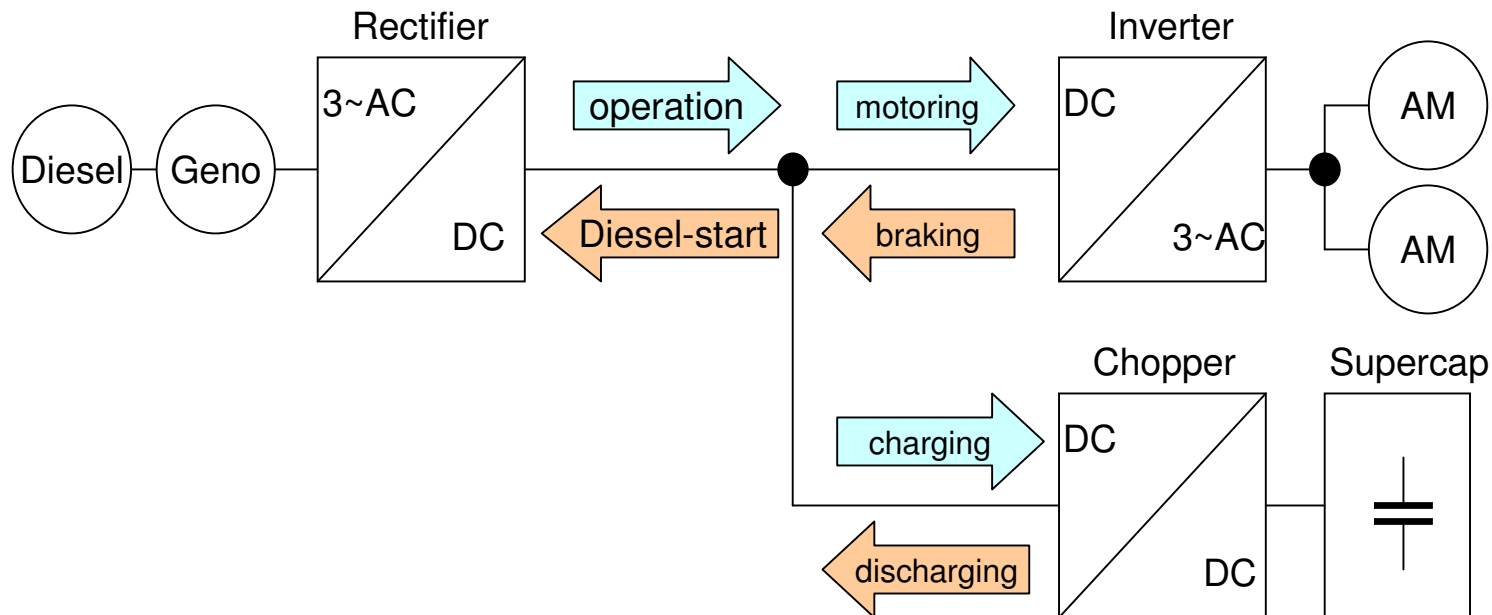 Rectifier
Inverter
3~AC
operation
motoring
DC
AM
Diesel
Geno
DC
Diesel-start
braking
3~AC
AM
Chopper
Supercap
charging
DC
discharging
DC